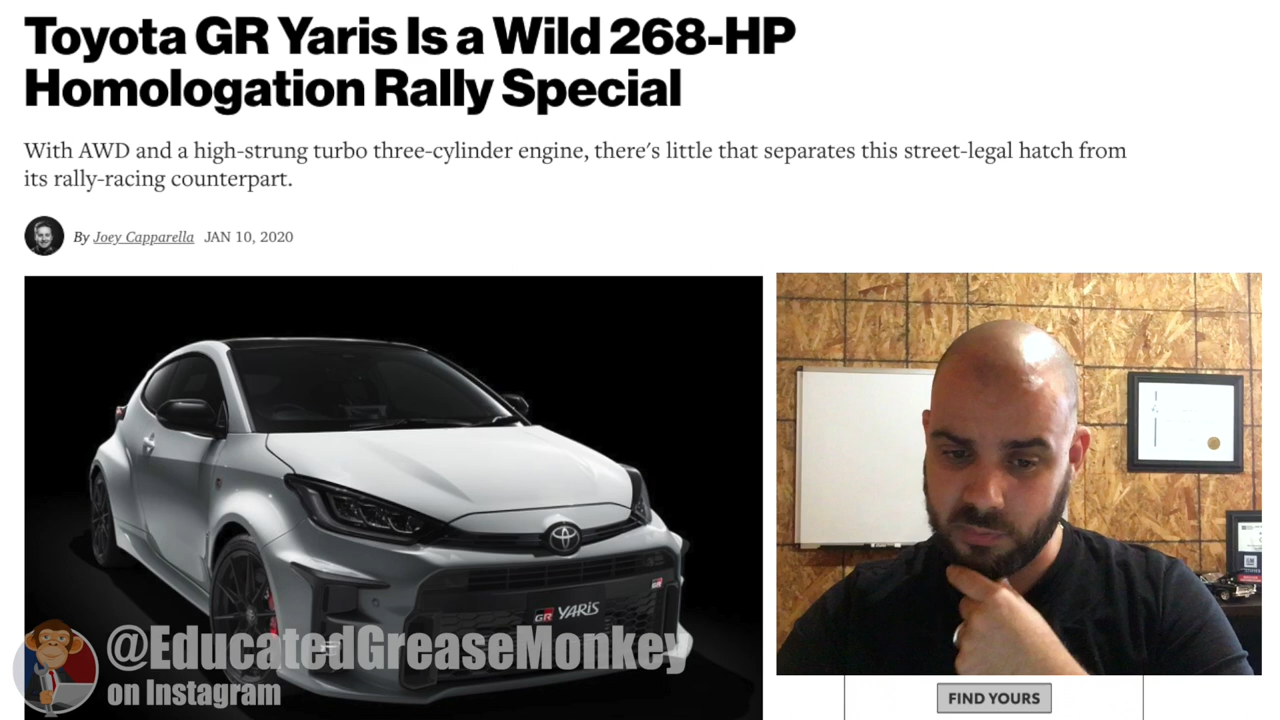 Toyota GR Yaris Is a Wild 268-HP
Homologation Rally Special
With AWD and a high-strung turbo three-cylinder engine, there's little that separates this street-legal hatch from
its rally-racing counterpart.
By Joey Capparella JAN 10, 2020
GR YARIS
@EducatedGreaseMonkey
on Instagram
GM
FIND YOURS